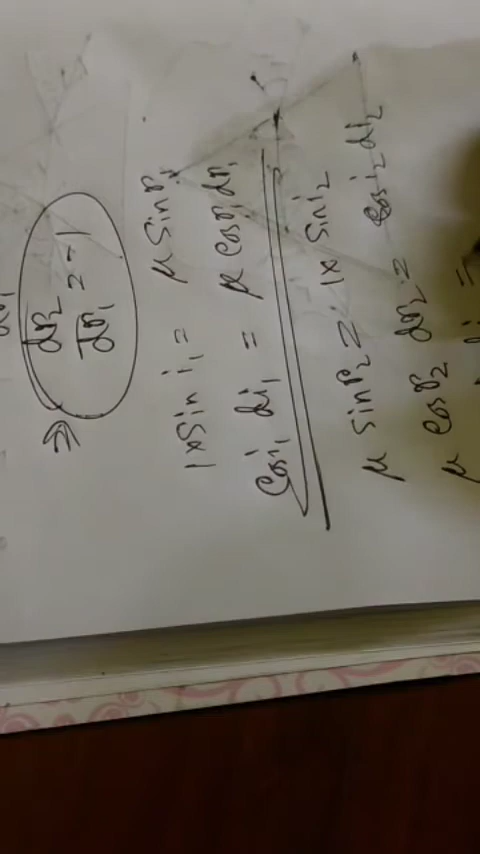 ⇒ dr₂/dr₁ = -1
1×sin i₁ = μ sin r₁
cos i₁ di₁ = μ cos r₁ dr₁
μ sin r₂ = 1× sin i₂
μ cos r₂ dr₂ = cos i₂ di₂
μ